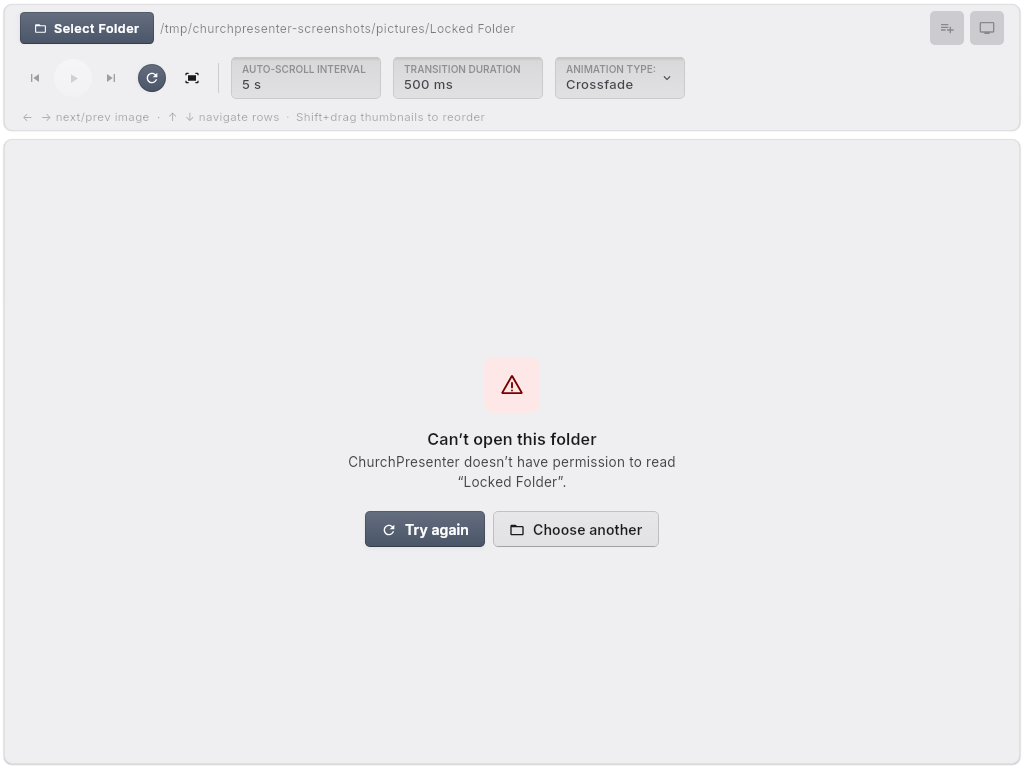 Select Folder
/tmp/churchpresenter-screenshots/pictures/Locked Folder
AUTO-SCROLL INTERVAL
5 s
TRANSITION DURATION
500 ms
ANIMATION TYPE:
Crossfade
← → next/prev image · ↑ ↓ navigate rows · Shift+drag thumbnails to reorder
Can’t open this folder
ChurchPresenter doesn’t have permission to read
“Locked Folder”.
Try again
Choose another